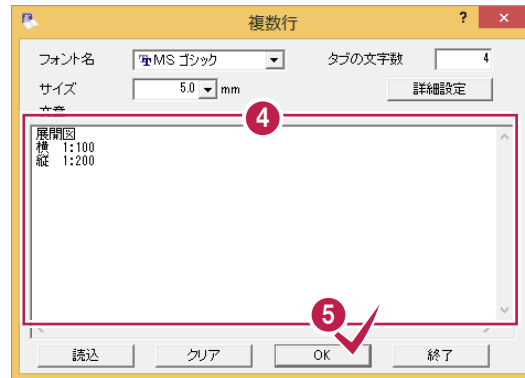 複数行 ? ×
フォント名 MS ゴシック タブの文字数 4
サイズ 5.0 mm 詳細設定
文章
4
展開図
横 1:100
縦 1:200
5
読込 クリア OK 終了